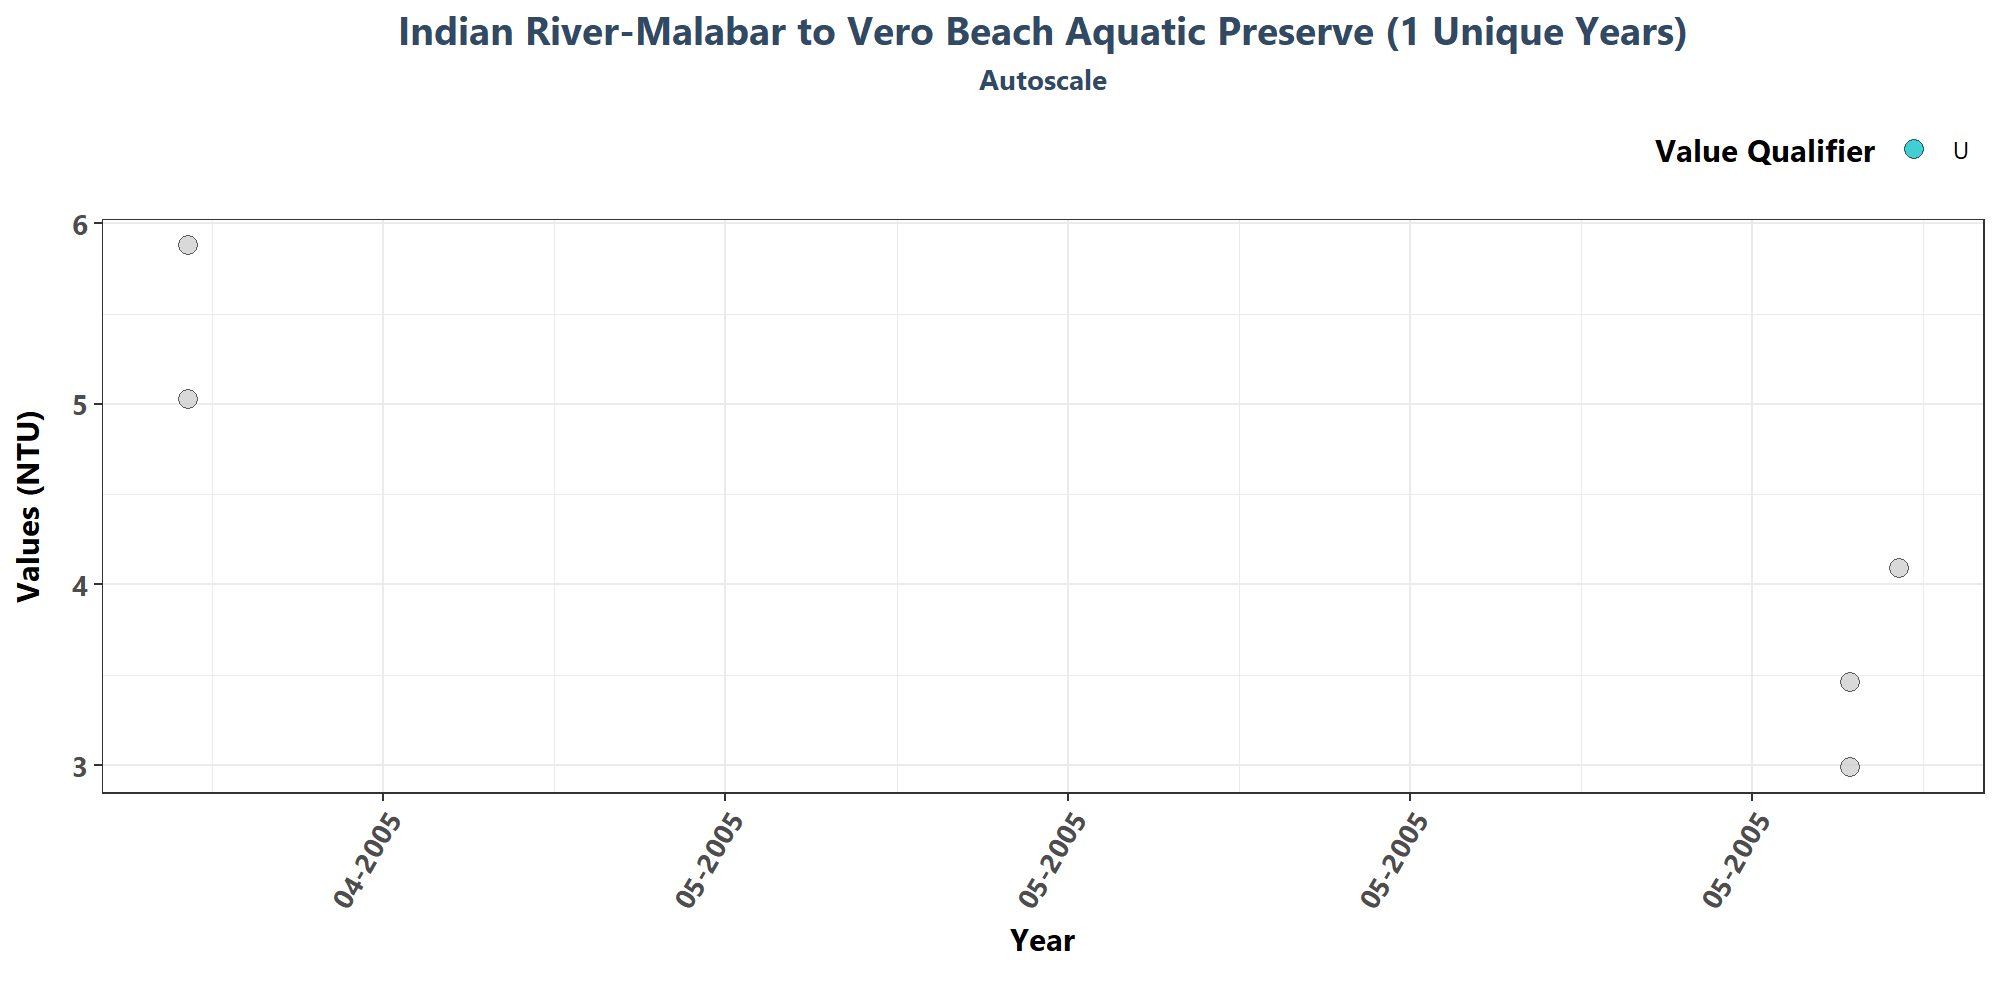 Indian River-Malabar to Vero Beach Aquatic Preserve (1 Unique Years)
Autoscale
Value Qualifier U
Values (NTU)
6
5
4
3
04-2005
05-2005
05-2005
05-2005
05-2005
Year